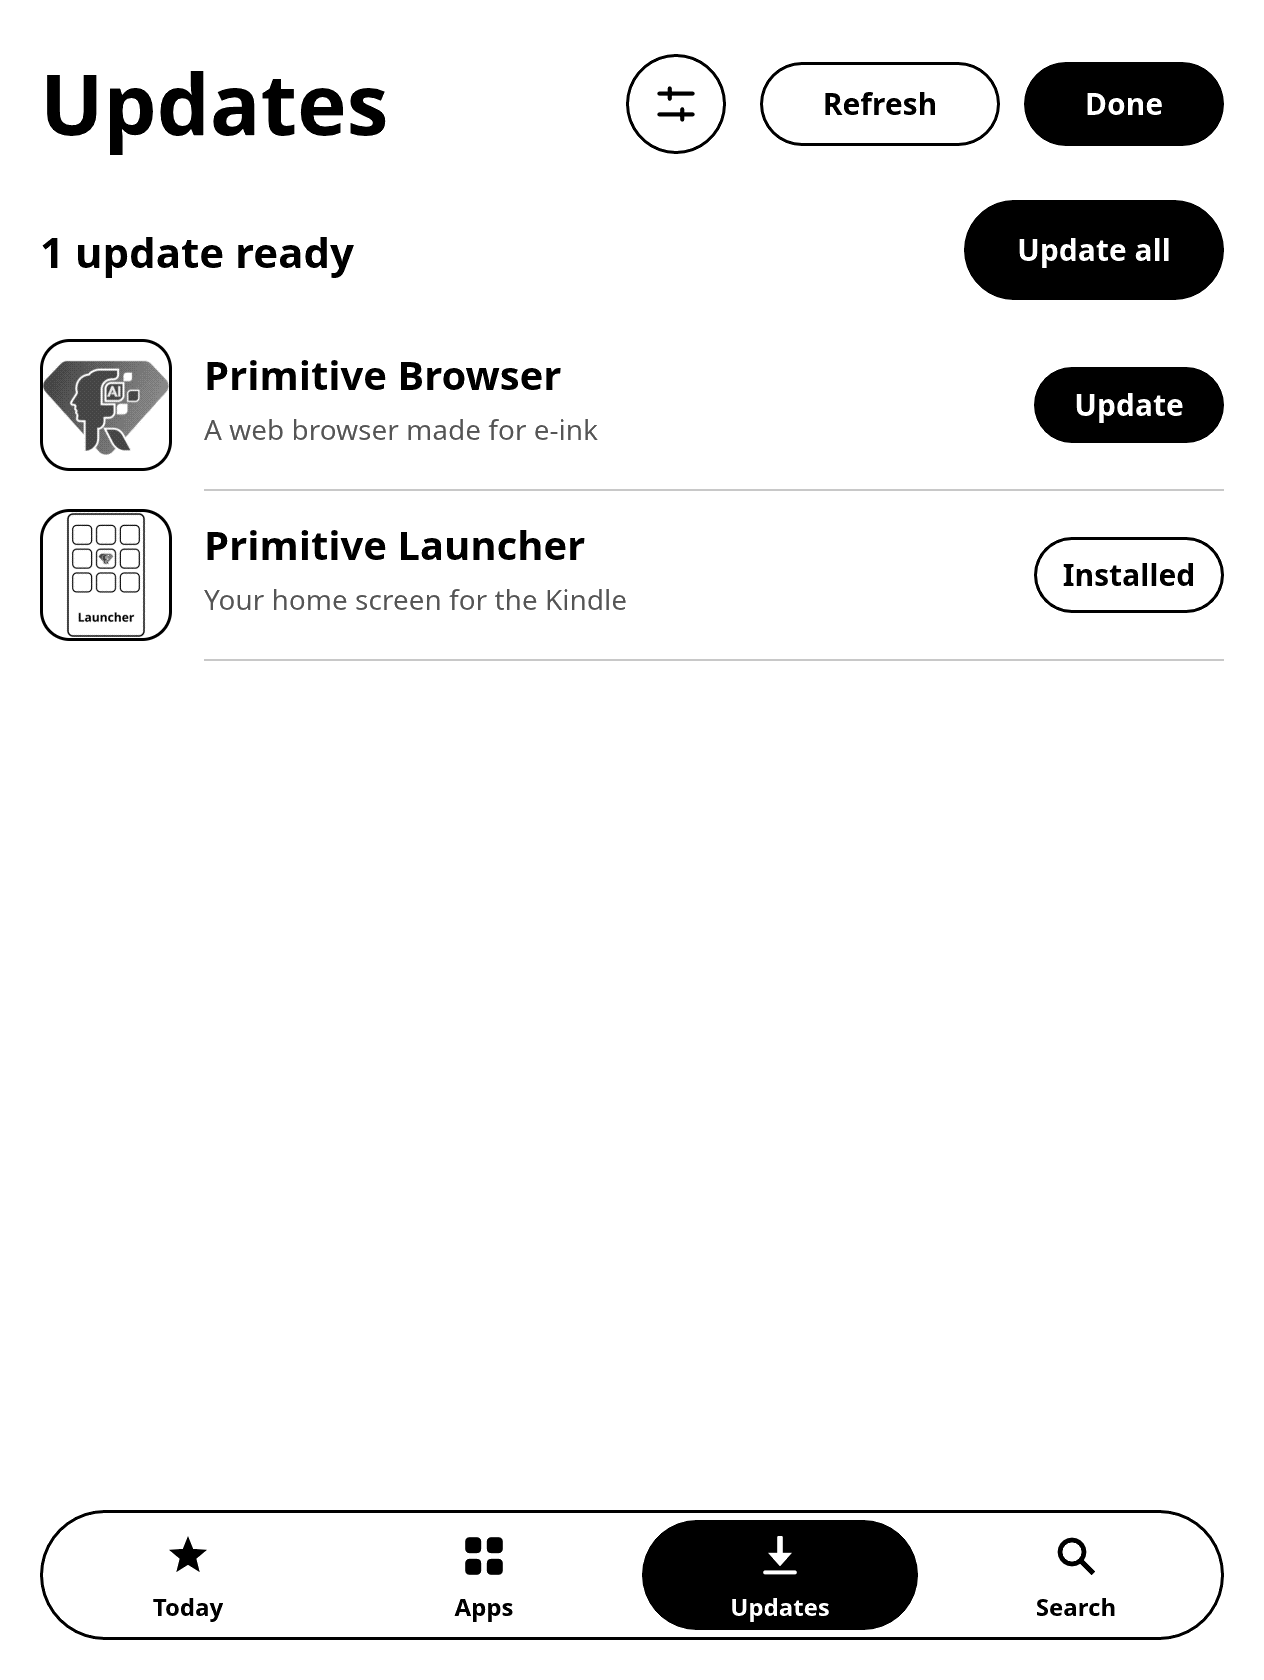 Updates
Refresh
Done
1 update ready
Update all
AI
Primitive Browser
A web browser made for e-ink
Update
Launcher
Primitive Launcher
Your home screen for the Kindle
Installed
Today
Apps
Updates
Search